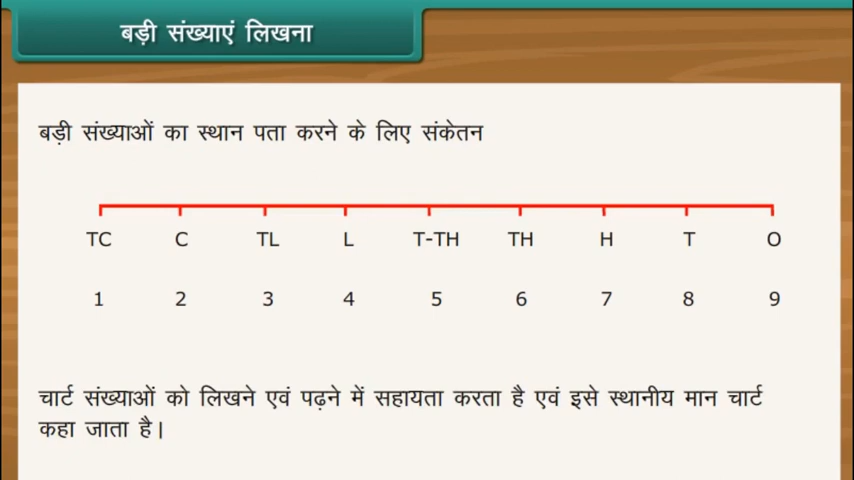 बड़ी संख्याएं लिखना
बड़ी संख्याओं का स्थान पता करने के लिए संकेतन
TC C TL L T-TH TH H T O
1 2 3 4 5 6 7 8 9
चार्ट संख्याओं को लिखने एवं पढ़ने में सहायता करता है एवं इसे स्थानीय मान चार्ट
कहा जाता है।